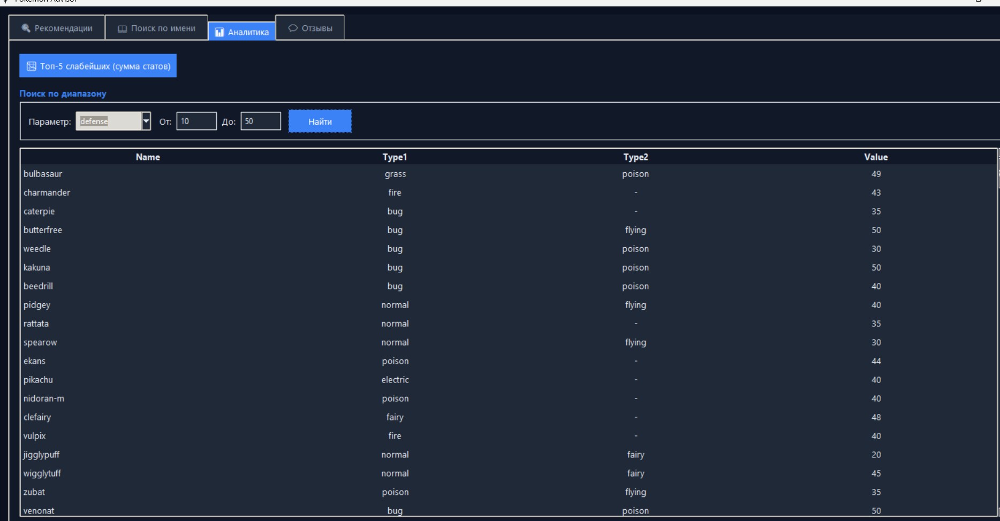 Pokemon Advisor
Рекомендации Поиск по имени Аналитика Отзывы
Топ-5 слабейших (сумма статов)
Поиск по диапазону
Параметр: defense От: 10 До: 50 Найти
Name Type1 Type2 Value
bulbasaur grass poison 49
charmander fire - 43
caterpie bug - 35
butterfree bug flying 50
weedle bug poison 30
kakuna bug poison 50
beedrill bug poison 40
pidgey normal flying 40
rattata normal - 35
spearow normal flying 30
ekans poison - 44
pikachu electric - 40
nidoran-m poison - 40
clefairy fairy - 48
vulpix fire - 40
jigglypuff normal fairy 20
wigglytuff normal fairy 45
zubat poison flying 35
venonat bug poison 50